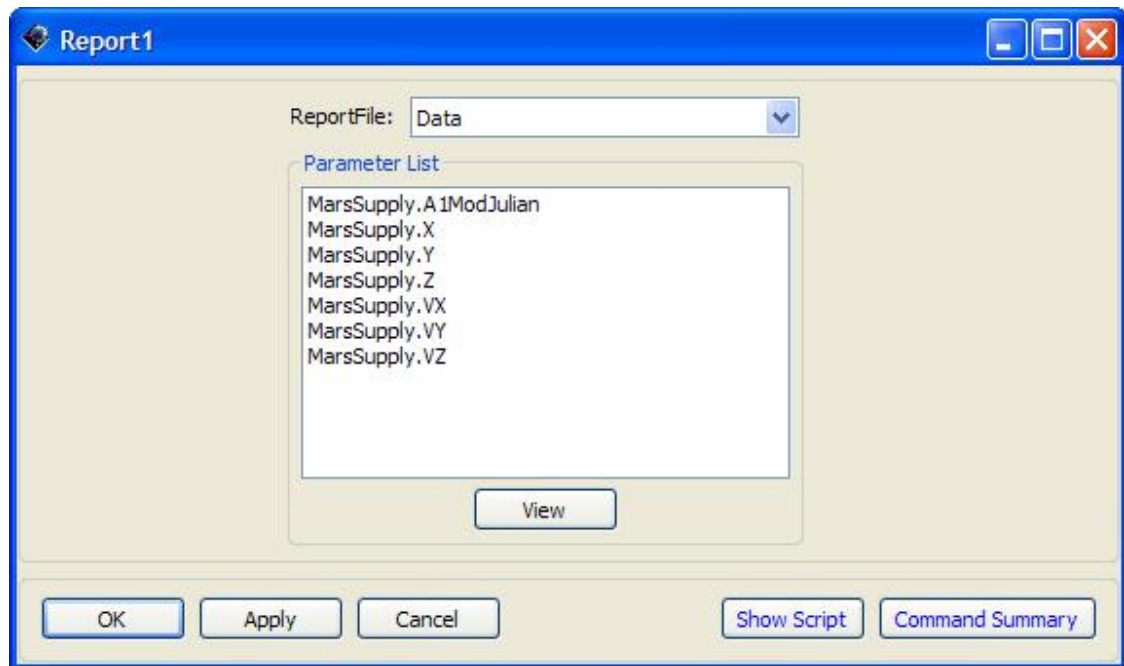 Report1
ReportFile: Data
Parameter List
MarsSupply.A1ModJulian
MarsSupply.X
MarsSupply.Y
MarsSupply.Z
MarsSupply.VX
MarsSupply.VY
MarsSupply.VZ
View
OK Apply Cancel Show Script Command Summary